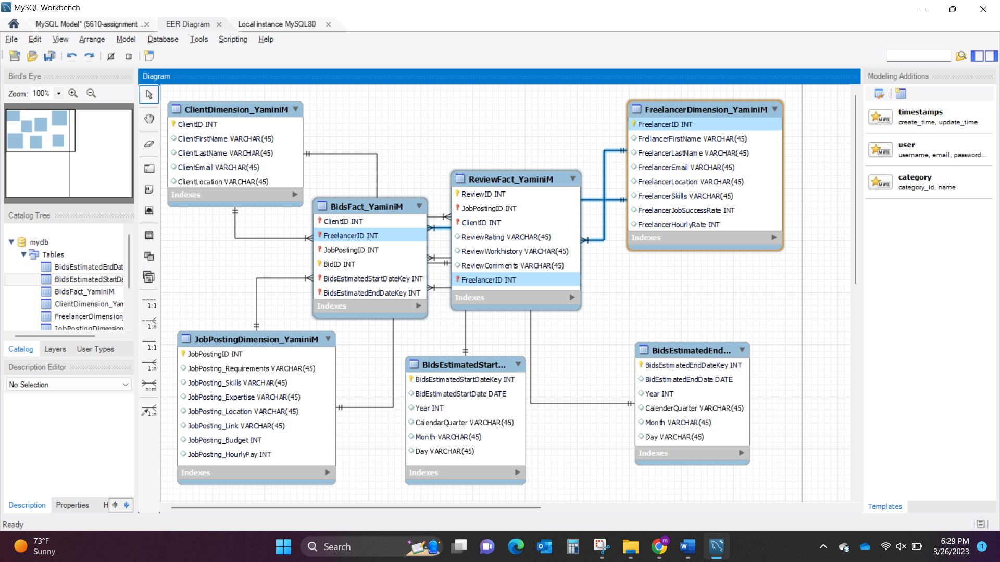 MySQL Workbench
MySQL Model* (5610-assignment ...
EER Diagram
Local instance MySQL80
File Edit View Arrange Model Database Tools Scripting Help
Bird's Eye
Zoom: 100%
Catalog Tree
mydb
Tables
BidsEstimatedEndDat
BidsEstimatedStartDa
BidsFact_YaminiM
ClientDimension_Yam
FreelancerDimension_
JobPostingDimension
Catalog Layers User Types
Description Editor
No Selection
Description Properties H
Ready
Diagram
1:1
1:n
1:1
1:n
n:m
1:n
ClientDimension_YaminiM
ClientID INT
ClientFirstName VARCHAR(45)
ClientLastName VARCHAR(45)
ClientEmail VARCHAR(45)
ClientLocation VARCHAR(45)
Indexes
BidsFact_YaminiM
ClientID INT
FreelancerID INT
JobPostingID INT
BidID INT
BidsEstimatedStartDateKey INT
BidsEstimatedEndDateKey INT
Indexes
ReviewFact_YaminiM
ReviewID INT
JobPostingID INT
ClientID INT
ReviewRating VARCHAR(45)
ReviewWorkhistory VARCHAR(45)
ReviewComments VARCHAR(45)
FreelancerID INT
Indexes
FreelancerDimension_YaminiM
FreelancerID INT
FrellancerFirstName VARCHAR(45)
FreelancerLastName VARCHAR(45)
FreelancerEmail VARCHAR(45)
FreelancerLocation VARCHAR(45)
FreelancerSkills VARCHAR(45)
FreelancerJobSuccessRate INT
FreelancerHourlyRate INT
Indexes
JobPostingDimension_YaminiM
JobPostingID INT
JobPosting_Requirements VARCHAR(45)
JobPosting_Skills VARCHAR(45)
JobPosting_Expertise VARCHAR(45)
JobPosting_Location VARCHAR(45)
JobPosting_Link VARCHAR(45)
JobPosting_Budget INT
JobPosting_HourlyPay INT
Indexes
BidsEstimatedStart...
BidsEstimatedStartDateKey INT
BidEstimatedStartDate DATE
Year INT
CalendarQuarter VARCHAR(45)
Month VARCHAR(45)
Day VARCHAR(45)
Indexes
BidsEstimatedEnd...
BidsEstimatedEndDateKey INT
BidEstimatedEndDate DATE
Year INT
CalenderQuarter VARCHAR(45)
Month VARCHAR(45)
Day VARCHAR(45)
Indexes
Modeling Additions
MWB
timestamps
create_time, update_time
MWB
user
username, email, password...
MWB
category
category_id, name
Templates
73°F
Sunny
Search
m
W
6:29 PM
3/26/2023
1